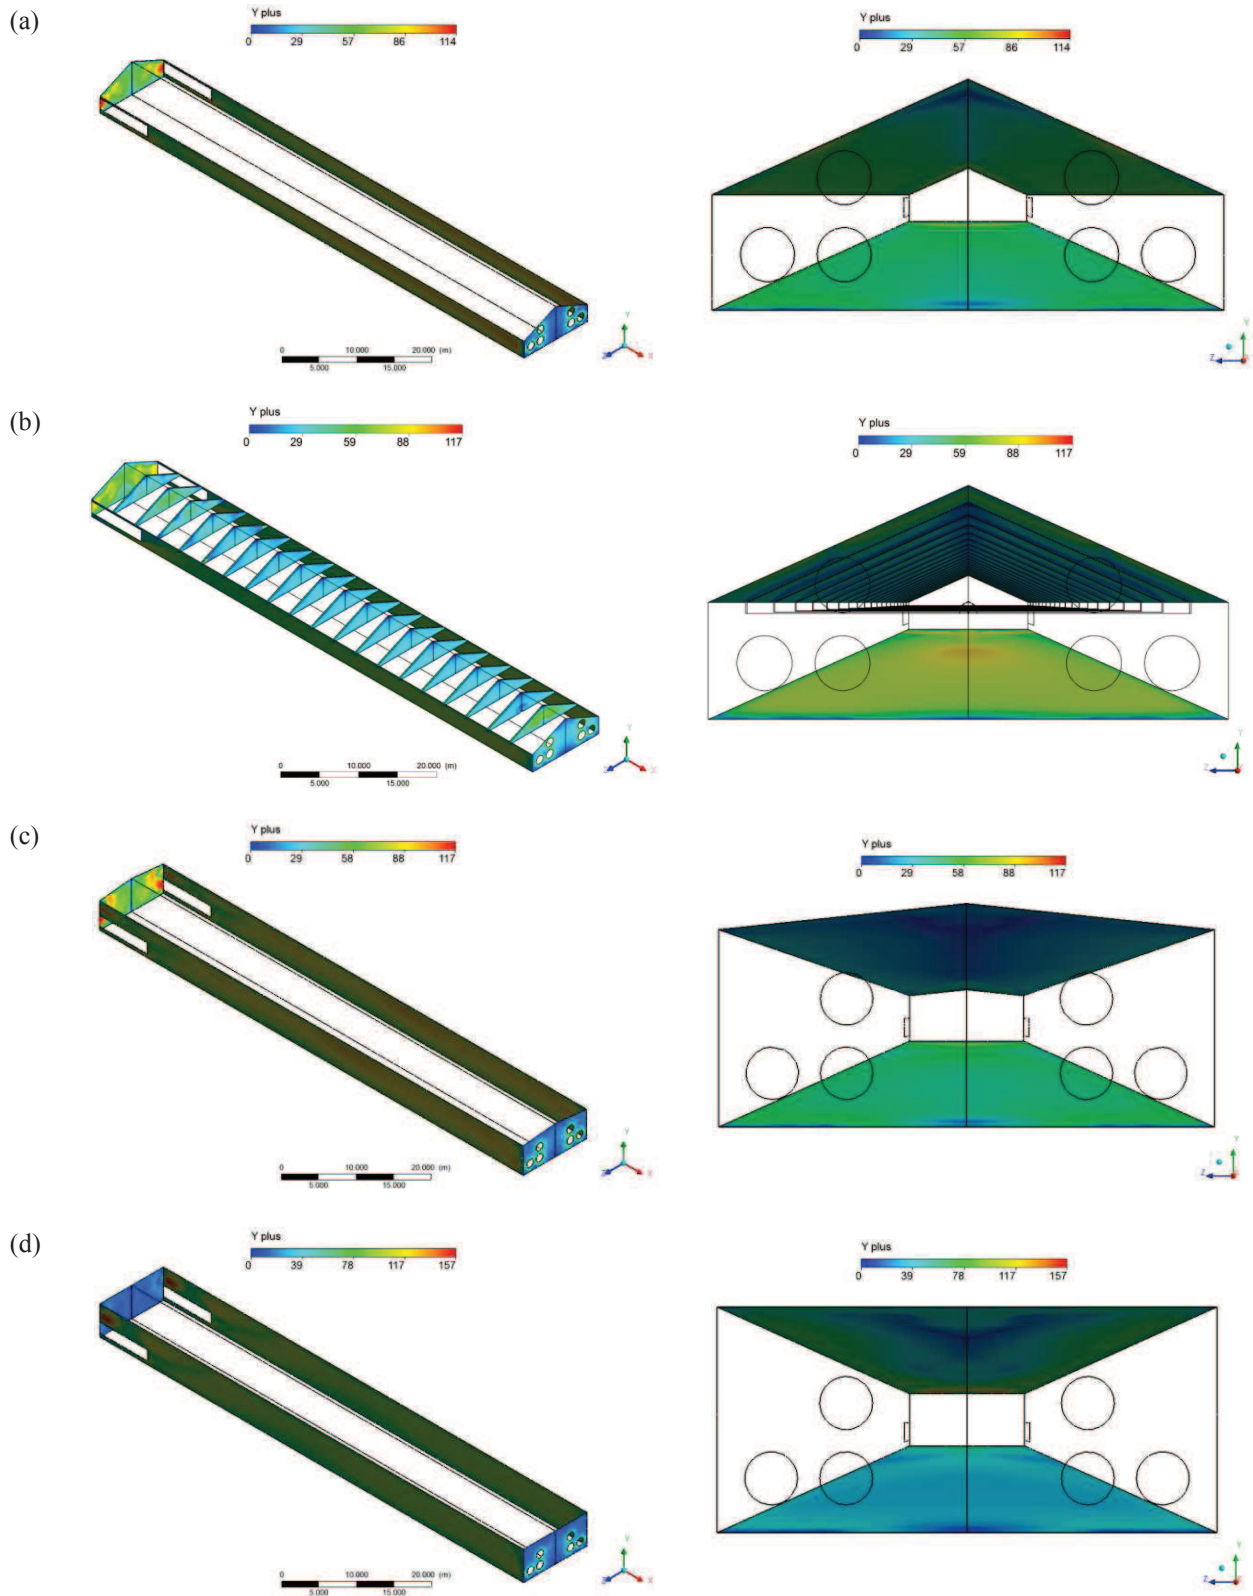 (a)
Y plus
0 29 57 86 114
0 10.000 20.000 (m)
5.000 15.000
Y
Z X
Y plus
0 29 57 86 114
Y
Z
(b)
Y plus
0 29 59 88 117
0 10.000 20.000 (m)
5.000 15.000
Y
Z X
Y plus
0 29 59 88 117
Y
Z
(c)
Y plus
0 29 58 88 117
0 10.000 20.000 (m)
5.000 15.000
Y
Z X
Y plus
0 29 58 88 117
Y
Z
(d)
Y plus
0 39 78 117 157
0 10.000 20.000 (m)
5.000 15.000
Y
Z X
Y plus
0 39 78 117 157
Y
Z